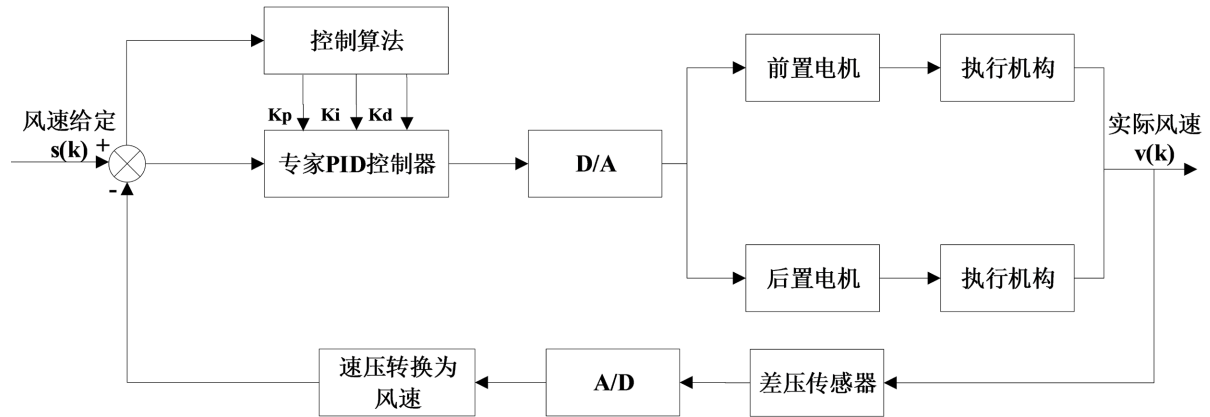 控制算法
Kp Ki Kd
风速给定
s(k)
+
-
专家PID控制器
D/A
前置电机
执行机构
后置电机
执行机构
实际风速
v(k)
速压转换为
风速
A/D
差压传感器